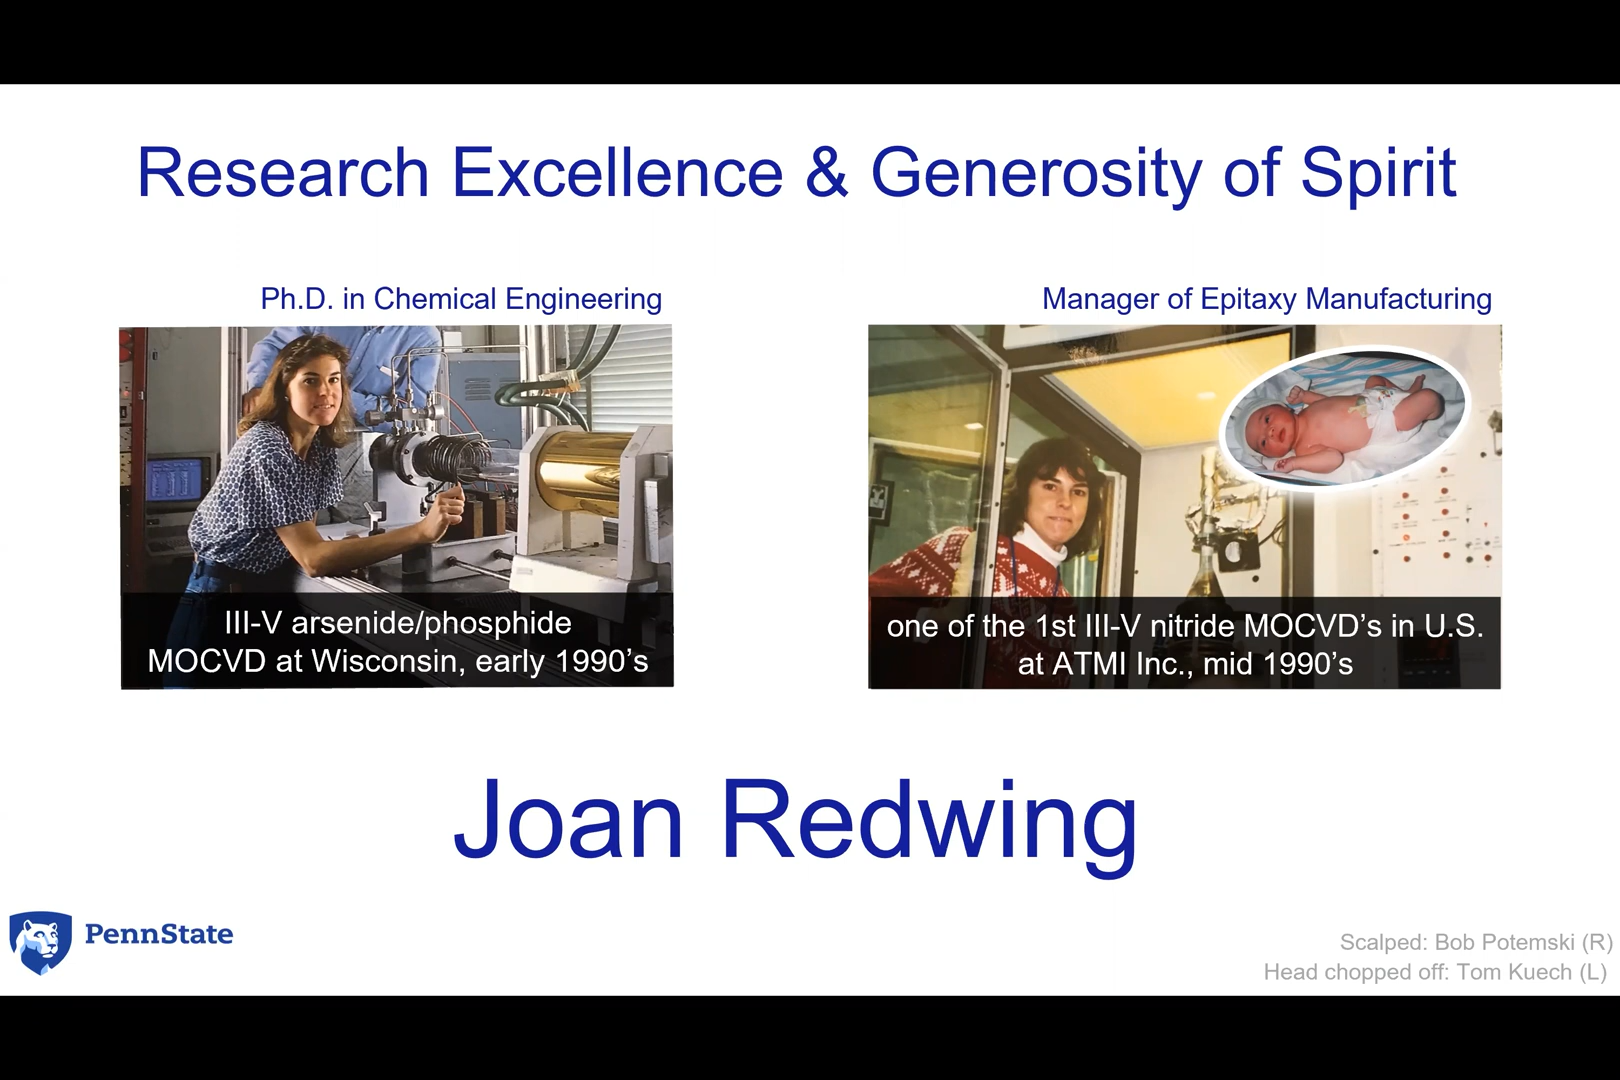 Research Excellence & Generosity of Spirit
Ph.D. in Chemical Engineering
III-V arsenide/phosphide
MOCVD at Wisconsin, early 1990’s
Manager of Epitaxy Manufacturing
one of the 1st III-V nitride MOCVD’s in U.S.
at ATMI Inc., mid 1990’s
Joan Redwing
PennState
Scalped: Bob Potemski (R)
Head chopped off: Tom Kuech (L)